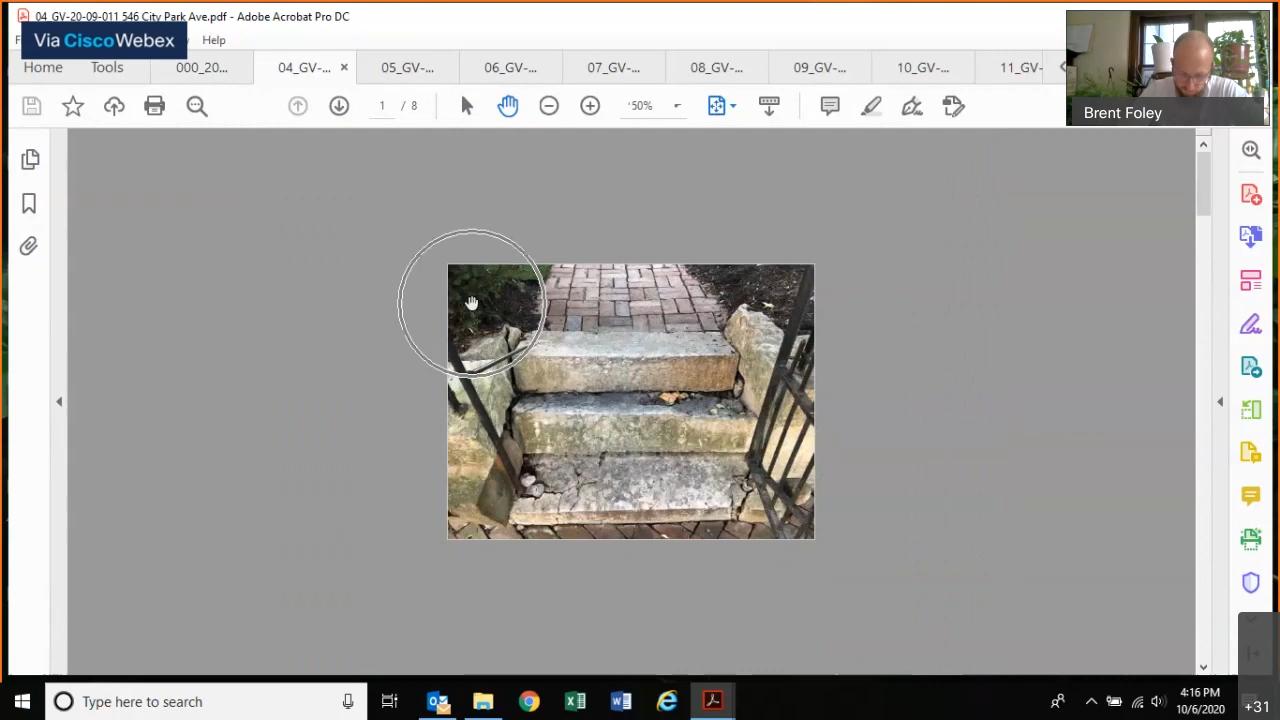 04_GV-20-09-011 546 City Park Ave.pdf - Adobe Acrobat Pro DC
Via CiscoWebex
Help
Home Tools 000_20... 04_GV-... × 05_GV-... 06_GV-... 07_GV-... 08_GV-... 09_GV-... 10_GV-... 11_GV-
1 / 8
50%
Brent Foley
Type here to search
4:16 PM
10/6/2020
+31